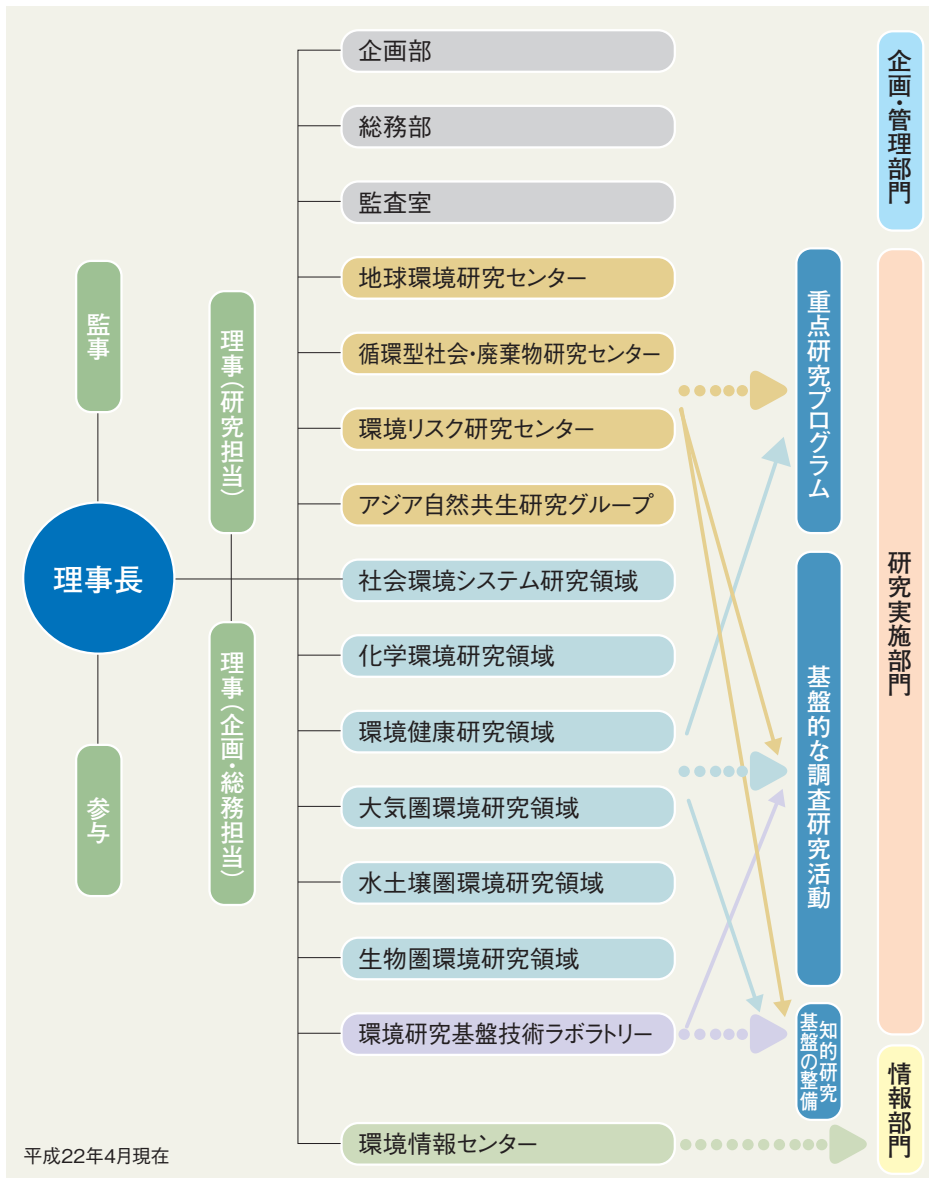 監事
理事長
参与
理事(研究担当)
理事(企画・総務担当)
企画部
総務部
監査室
地球環境研究センター
循環型社会・廃棄物研究センター
環境リスク研究センター
アジア自然共生研究グループ
社会環境システム研究領域
化学環境研究領域
環境健康研究領域
大気圏環境研究領域
水土壌圏環境研究領域
生物圏環境研究領域
環境研究基盤技術ラボラトリー
環境情報センター
重点研究プログラム
基盤的な調査研究活動
知的研究
基盤の整備
企画・管理部門
研究実施部門
情報部門
平成22年4月現在